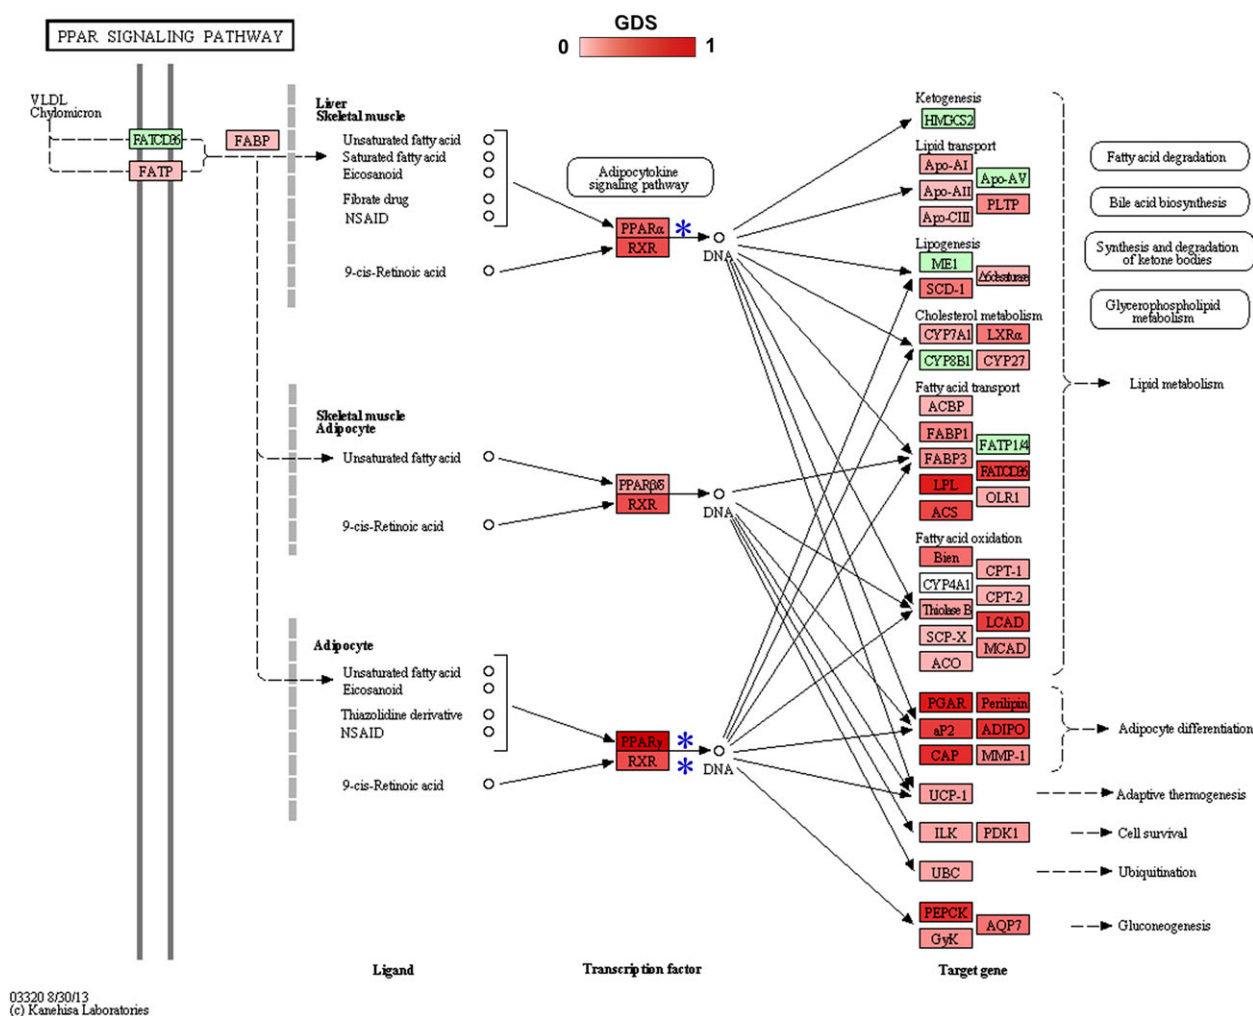 PPAR SIGNALING PATHWAY
GDS
0 1
VLDL
Chylomicron
FATCD36
FATP
FABP
Liver
Skeletal muscle
Unsaturated fatty acid
Saturated fatty acid
Eicosanoid
Fibrate drug
NSAID
9-cis-Retinoic acid
Adipocytokine
signaling pathway
PPARα
*
RXR
DNA
Skeletal muscle
Adipocyte
Unsaturated fatty acid
9-cis-Retinoic acid
PPARβδ
RXR
DNA
Adipocyte
Unsaturated fatty acid
Eicosanoid
Thiazolidine derivative
NSAID
9-cis-Retinoic acid
PPARγ
*
RXR
*
DNA
Ketogenesis
HMGCS2
Lipid transport
Apo-AI
Apo-AV
Apo-AII
PLTP
Apo-CIII
Lipogenesis
ME1
Δ6desaturase
SCD-1
Cholesterol metabolism
CYP7A1 LXRα
CYP8B1 CYP27
Fatty acid transport
ACBP
FABP1
FATP1/4
FABP3
FATCD36
LPL
OLR1
ACS
Fatty acid oxidation
Bien
CPT-1
CYP4A1
CPT-2
Thiolase B
LCAD
SCP-X
MCAD
ACO
PGAR Perilipin
aP2 ADIPO
CAP MMP-1
UCP-1
ILK PDK1
UBC
PEPCK
AQP7
GyK
Fatty acid degradation
Bile acid biosynthesis
Synthesis and degradation
of ketone bodies
Glycerophospholipid
metabolism
Lipid metabolism
Adipocyte differentiation
Adaptive thermogenesis
Cell survival
Ubiquitination
Gluconeogenesis
Ligand
Transcription factor
Target gene
03320 8/30/13
(c) Kanehisa Laboratories